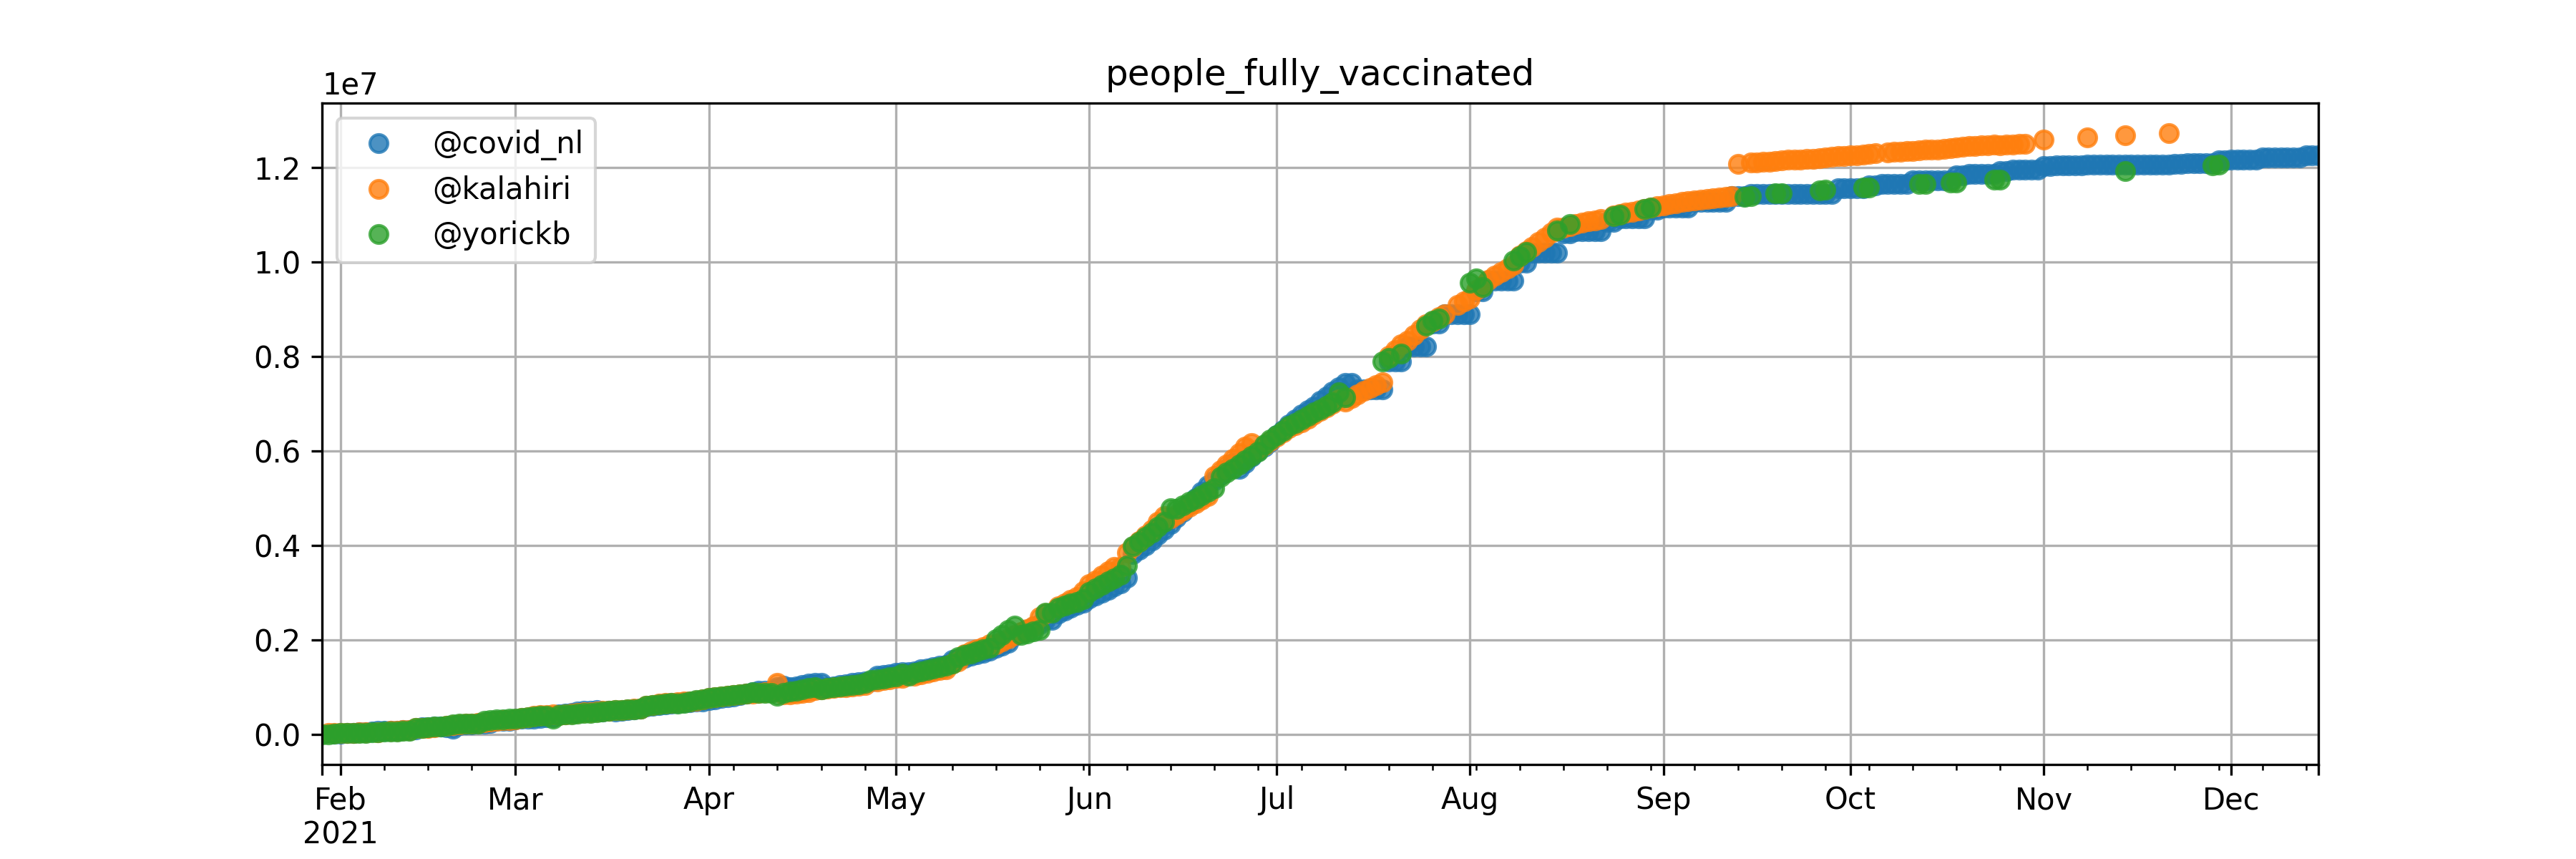 people_fully_vaccinated
1e7
@covid_nl
@kalahiri
@yorickb
1.2
1.0
0.8
0.6
0.4
0.2
0.0
Feb Mar Apr May Jun Jul Aug Sep Oct Nov Dec
2021